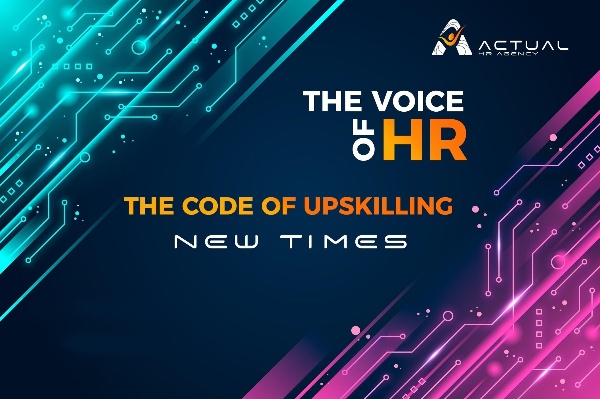 ACTUAL
HR AGENCY
THE VOICE
OF HR
THE CODE OF UPSKILLING
NEW TIMES